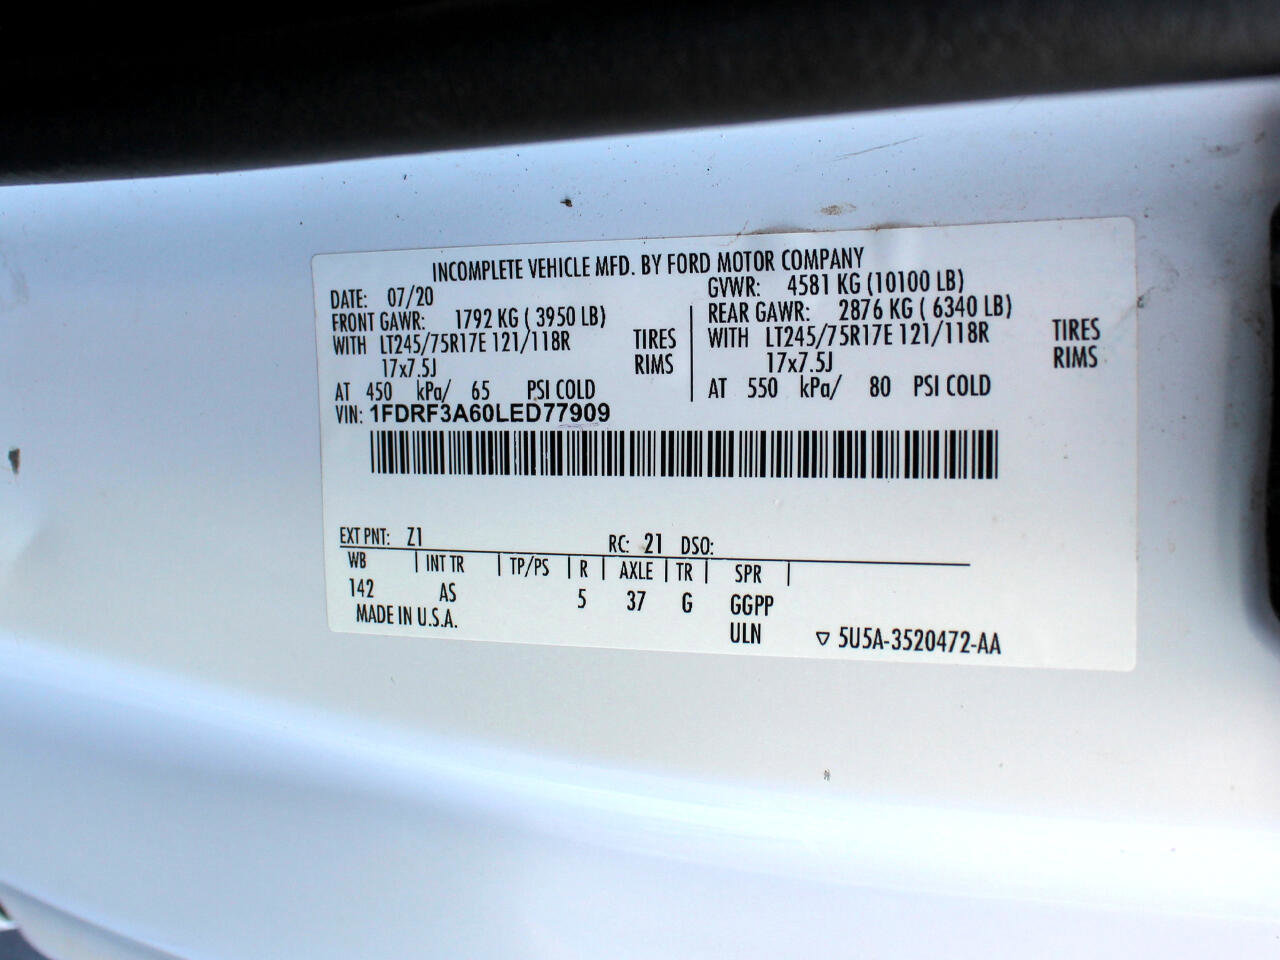 INCOMPLETE VEHICLE MFD. BY FORD MOTOR COMPANY
DATE: 07/20 GVWR: 4581 KG (10100 LB)
FRONT GAWR: 1792 KG ( 3950 LB) REAR GAWR: 2876 KG ( 6340 LB)
WITH LT245/75R17E 121/118R TIRES WITH LT245/75R17E 121/118R TIRES
17x7.5J RIMS 17x7.5J RIMS
AT 450 kPa/ 65 PSI COLD AT 550 kPa/ 80 PSI COLD
VIN: 1FDRF3A60LED77909
EXT PNT: Z1 RC: 21 DSO:
WB INT TR TP/PS R AXLE TR SPR
142 AS 5 37 G GGPP
MADE IN U.S.A. ULN ▽ 5U5A-3520472-AA